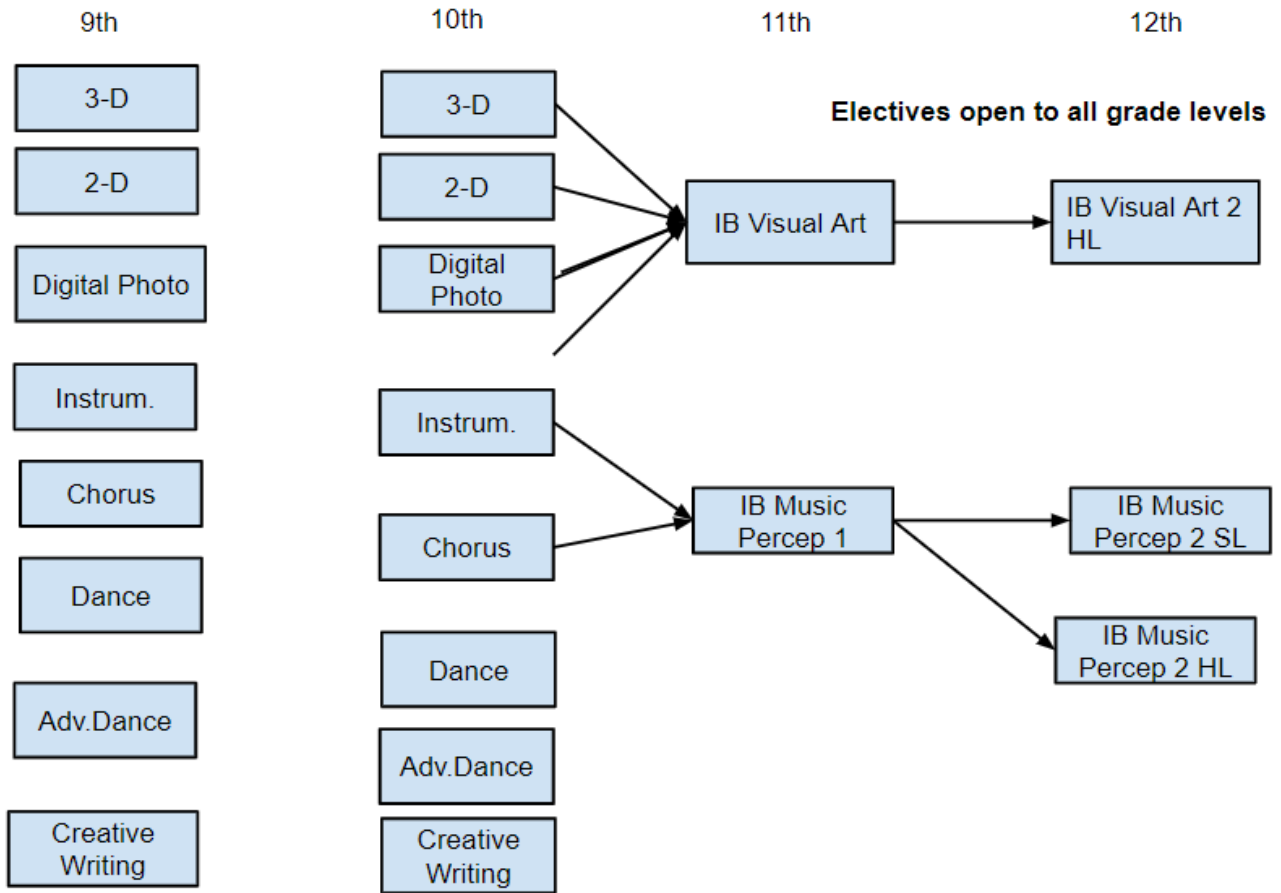 9th
10th
11th
12th
Electives open to all grade levels
3-D
2-D
Digital Photo
Instrum.
Chorus
Dance
Adv.Dance
Creative
Writing
3-D
2-D
Digital
Photo
Instrum.
Chorus
Dance
Adv.Dance
Creative
Writing
IB Visual Art
IB Music
Percep 1
IB Visual Art 2
HL
IB Music
Percep 2 SL
IB Music
Percep 2 HL